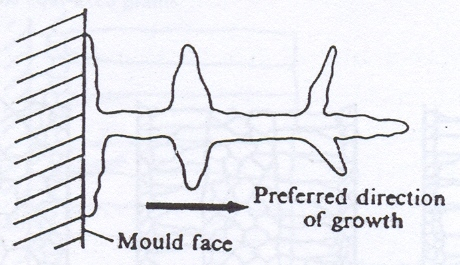 Preferred direction
of growth
Mould face